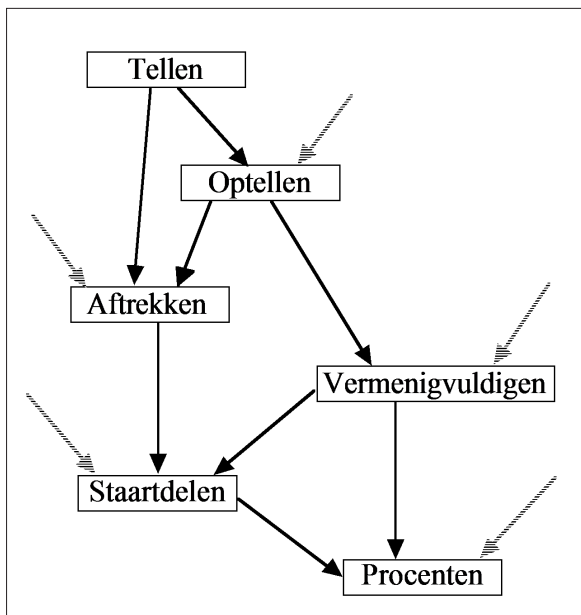 Tellen
Optellen
Aftrekken
Vermenigvuldigen
Staartdelen
Procenten